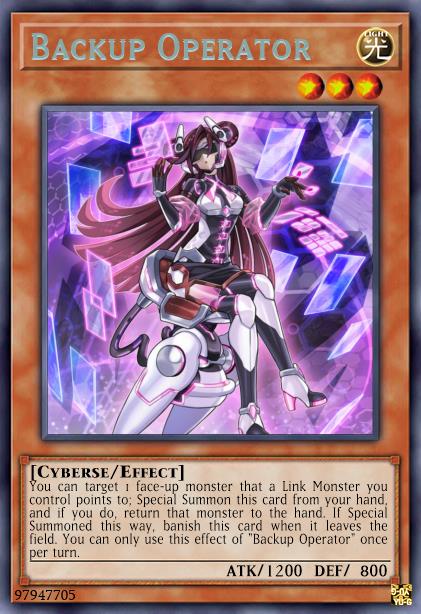 BACKUP OPERATOR
LIGHT
光
[CYBERSE/EFFECT]
You can target 1 face-up monster that a Link Monster you
control points to; Special Summon this card from your hand,
and if you do, return that monster to the hand. If Special
Summoned this way, banish this card when it leaves the
field. You can only use this effect of "Backup Operator" once
per turn.
ATK/1200 DEF/ 800
97947705